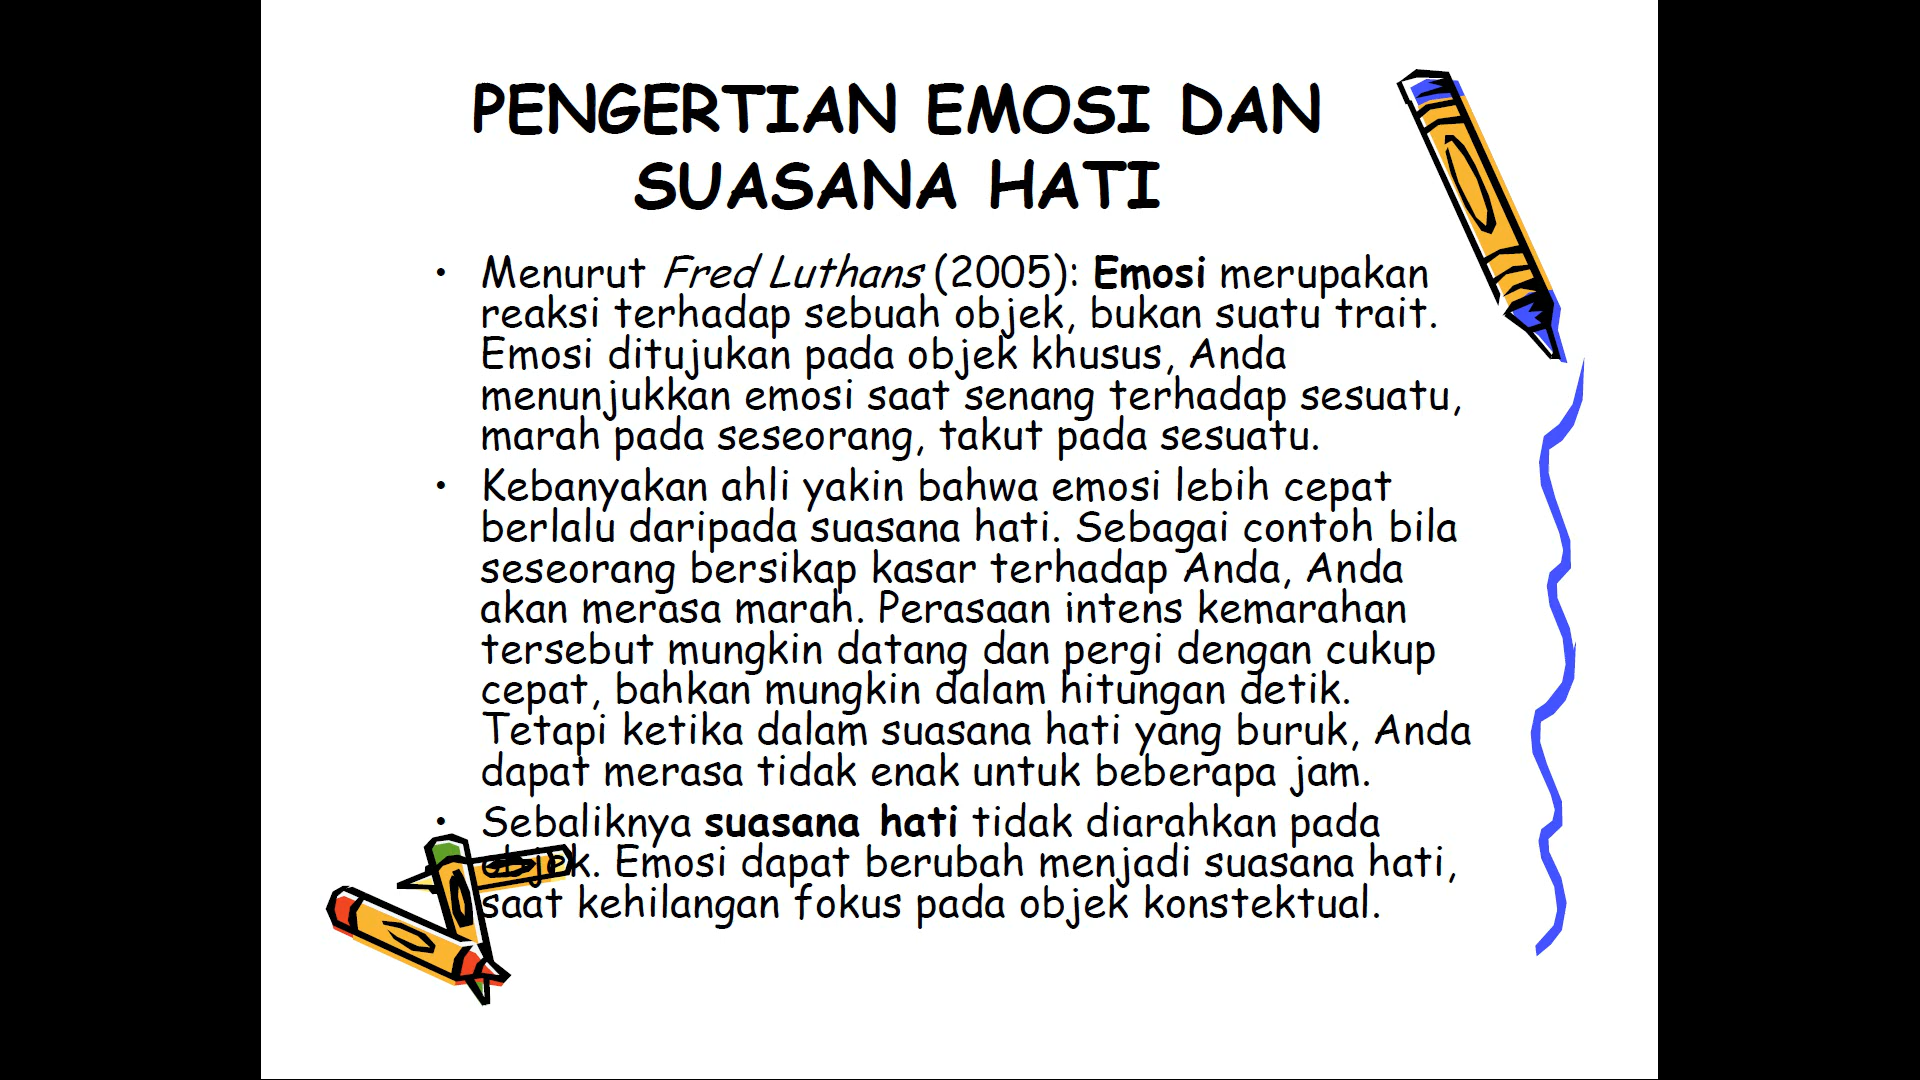 PENGERTIAN EMOSI DAN
SUASANA HATI
• Menurut Fred Luthans (2005): Emosi merupakan
reaksi terhadap sebuah objek, bukan suatu trait.
Emosi ditujukan pada objek khusus, Anda
menunjukkan emosi saat senang terhadap sesuatu,
marah pada seseorang, takut pada sesuatu.
• Kebanyakan ahli yakin bahwa emosi lebih cepat
berlalu daripada suasana hati. Sebagai contoh bila
seseorang bersikap kasar terhadap Anda, Anda
akan merasa marah. Perasaan intens kemarahan
tersebut mungkin datang dan pergi dengan cukup
cepat, bahkan mungkin dalam hitungan detik.
Tetapi ketika dalam suasana hati yang buruk, Anda
dapat merasa tidak enak untuk beberapa jam.
• Sebaliknya suasana hati tidak diarahkan pada
objek. Emosi dapat berubah menjadi suasana hati,
saat kehilangan fokus pada objek konstektual.